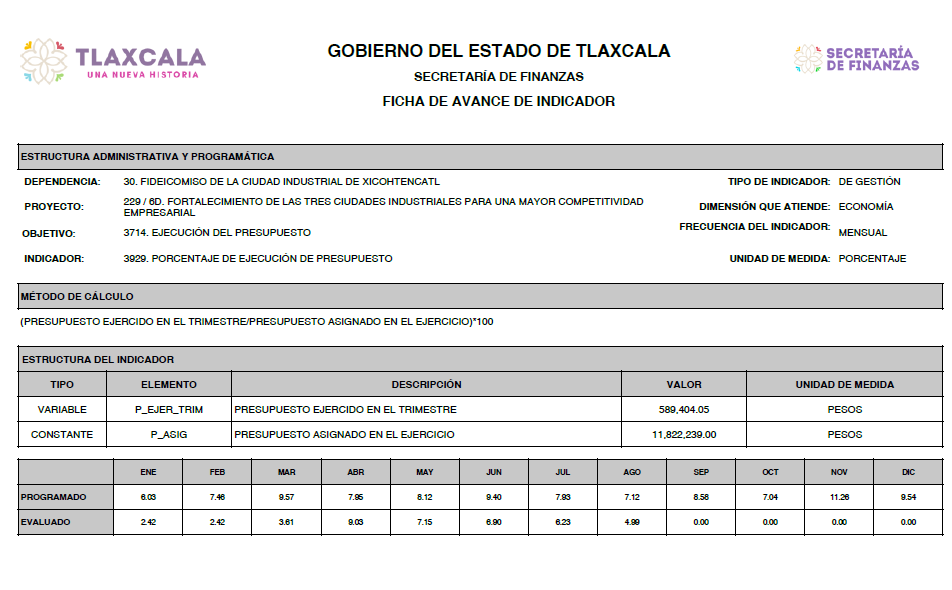 TLAXCALA
UNA NUEVA HISTORIA
GOBIERNO DEL ESTADO DE TLAXCALA
SECRETARÍA DE FINANZAS
FICHA DE AVANCE DE INDICADOR
SECRETARÍA
DE FINANZAS
ESTRUCTURA ADMINISTRATIVA Y PROGRAMÁTICA
DEPENDENCIA: 30. FIDEICOMISO DE LA CIUDAD INDUSTRIAL DE XICOHTENCATL TIPO DE INDICADOR: DE GESTIÓN
PROYECTO: 229 / 6D. FORTALECIMIENTO DE LAS TRES CIUDADES INDUSTRIALES PARA UNA MAYOR COMPETITIVIDAD
EMPRESARIAL
DIMENSIÓN QUE ATIENDE: ECONOMÍA
OBJETIVO: 3714. EJECUCIÓN DEL PRESUPUESTO FRECUENCIA DEL INDICADOR: MENSUAL
INDICADOR: 3929. PORCENTAJE DE EJECUCIÓN DE PRESUPUESTO UNIDAD DE MEDIDA: PORCENTAJE
MÉTODO DE CÁLCULO
(PRESUPUESTO EJERCIDO EN EL TRIMESTRE/PRESUPUESTO ASIGNADO EN EL EJERCICIO)*100
ESTRUCTURA DEL INDICADOR
TIPO ELEMENTO DESCRIPCIÓN VALOR UNIDAD DE MEDIDA
VARIABLE P_EJER_TRIM PRESUPUESTO EJERCIDO EN EL TRIMESTRE 589,404.05 PESOS
CONSTANTE P_ASIG PRESUPUESTO ASIGNADO EN EL EJERCICIO 11,822,239.00 PESOS
ENE FEB MAR ABR MAY JUN JUL AGO SEP OCT NOV DIC
PROGRAMADO 6.03 7.46 9.57 7.95 8.12 9.40 7.93 7.12 8.58 7.04 11.26 9.54
EVALUADO 2.42 2.42 3.61 9.03 7.15 6.90 6.23 4.99 0.00 0.00 0.00 0.00